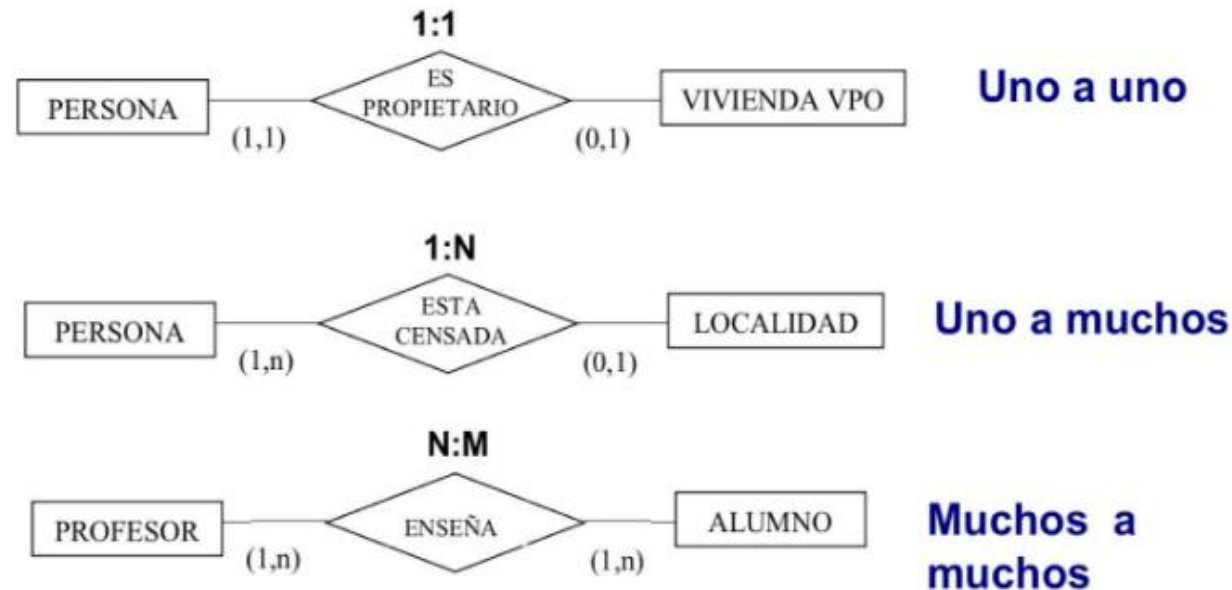 1:1
PERSONA
(1,1)
ES
PROPIETARIO
(0,1)
VIVIENDA VPO
Uno a uno
1:N
PERSONA
(1,n)
ESTA
CENSADA
(0,1)
LOCALIDAD
Uno a muchos
N:M
PROFESOR
(1,n)
ENSEÑA
(1,n)
ALUMNO
Muchos a
muchos